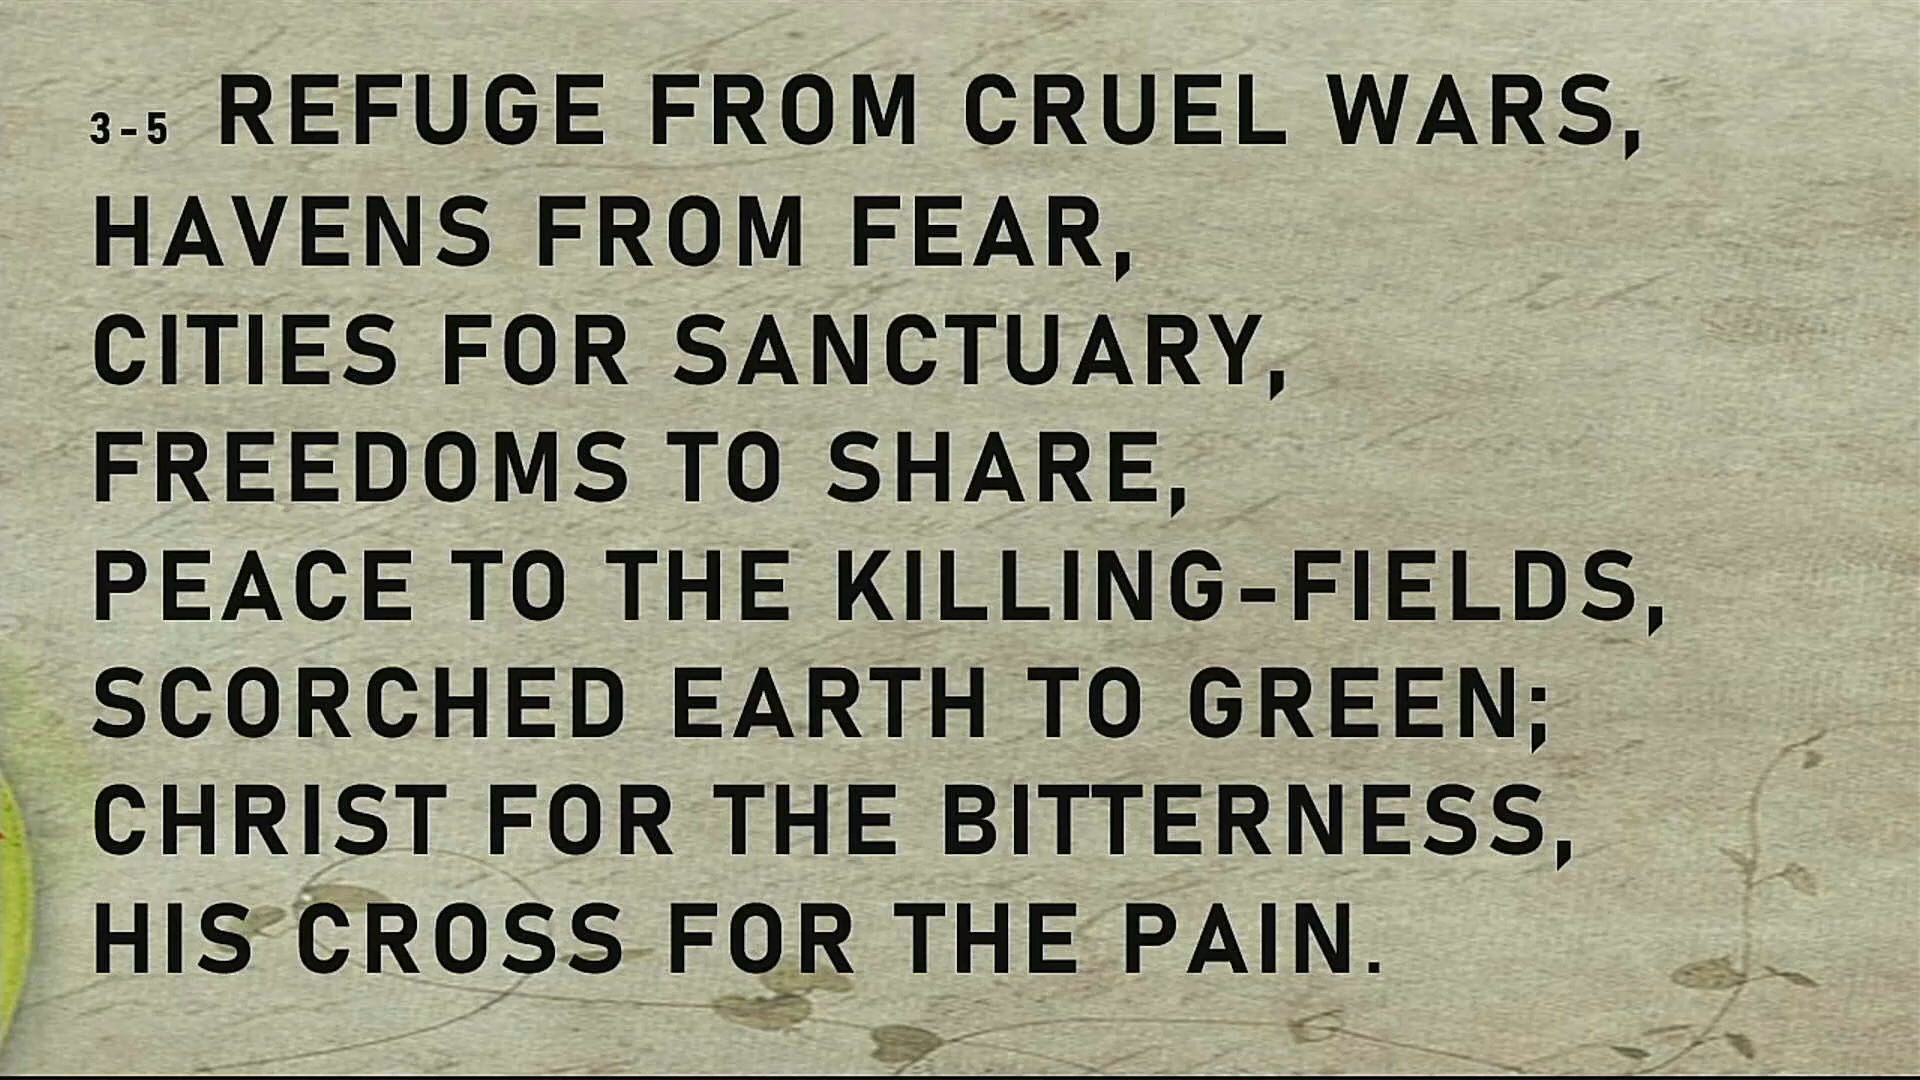 3-5 REFUGE FROM CRUEL WARS,
HAVENS FROM FEAR,
CITIES FOR SANCTUARY,
FREEDOMS TO SHARE,
PEACE TO THE KILLING-FIELDS,
SCORCHED EARTH TO GREEN;
CHRIST FOR THE BITTERNESS,
HIS CROSS FOR THE PAIN.